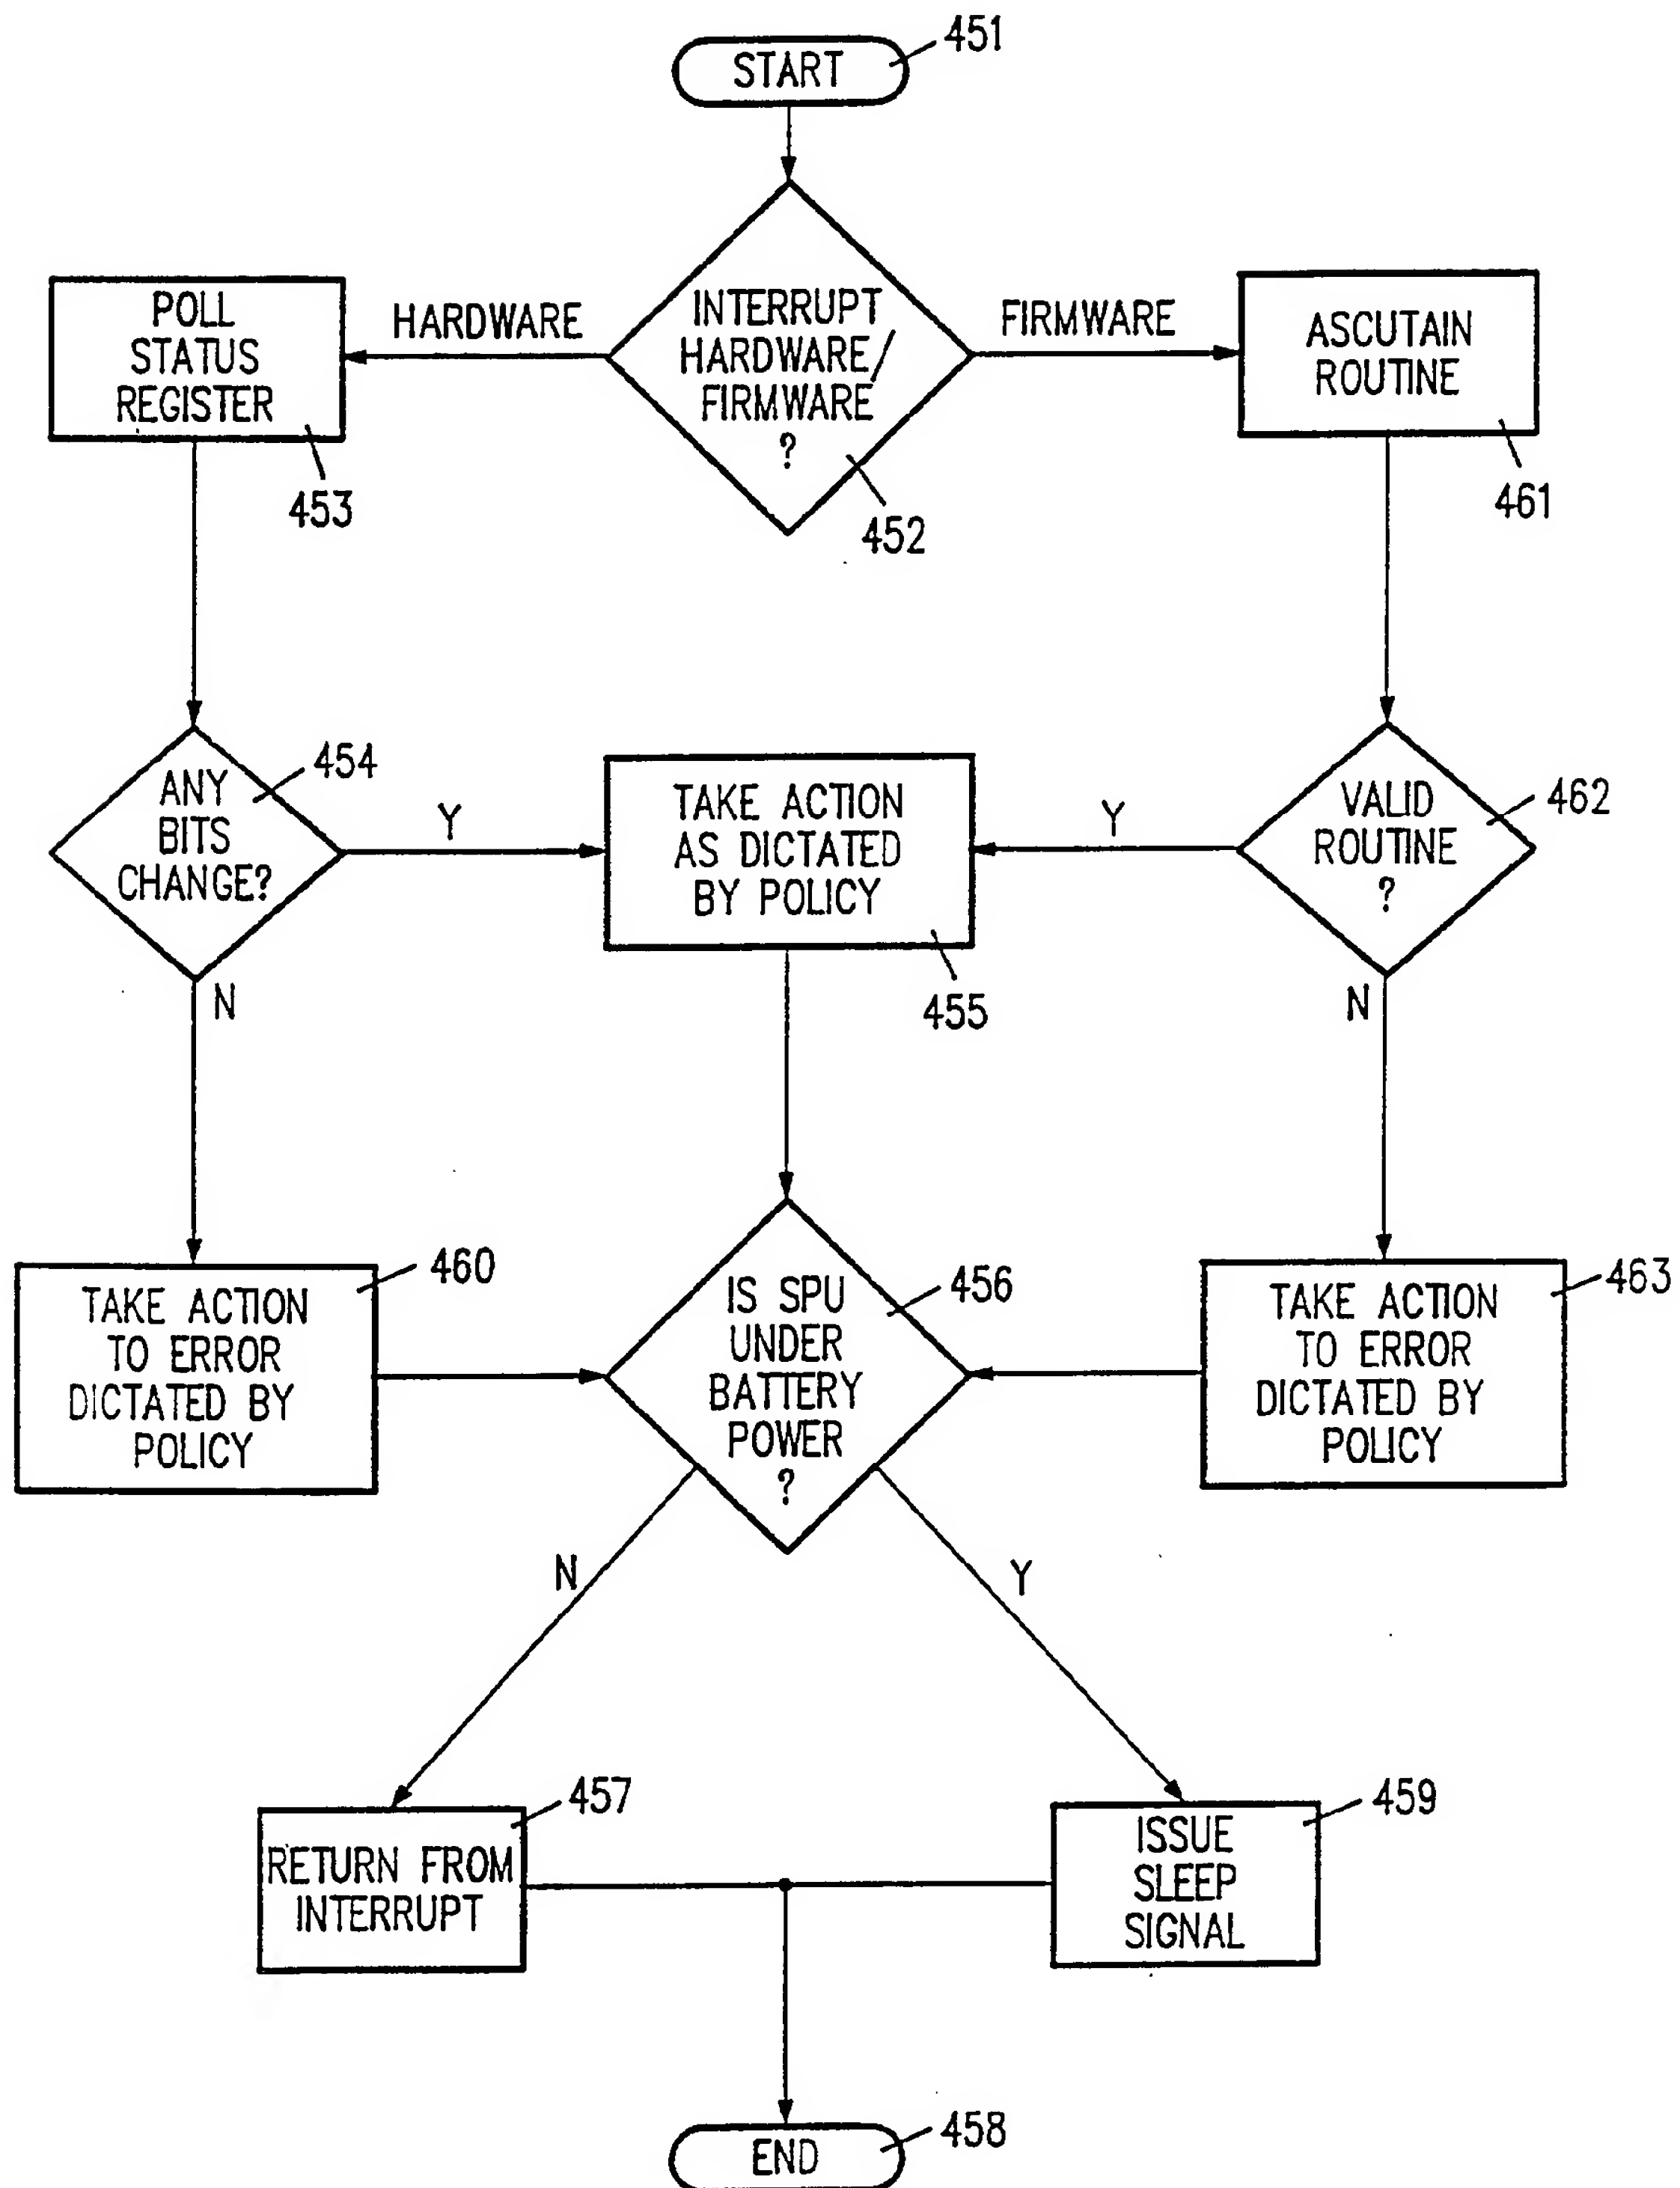 START
451
INTERRUPT
HARDWARE/
FIRMWARE
?
452
HARDWARE
FIRMWARE
POLL
STATUS
REGISTER
453
ASCUTAIN
ROUTINE
461
ANY
BITS
CHANGE?
454
Y
N
TAKE ACTION
AS DICTATED
BY POLICY
455
VALID
ROUTINE
?
462
Y
N
TAKE ACTION
TO ERROR
DICTATED BY
POLICY
460
IS SPU
UNDER
BATTERY
POWER
?
456
TAKE ACTION
TO ERROR
DICTATED BY
POLICY
463
N
Y
RETURN FROM
INTERRUPT
457
ISSUE
SLEEP
SIGNAL
459
END
458